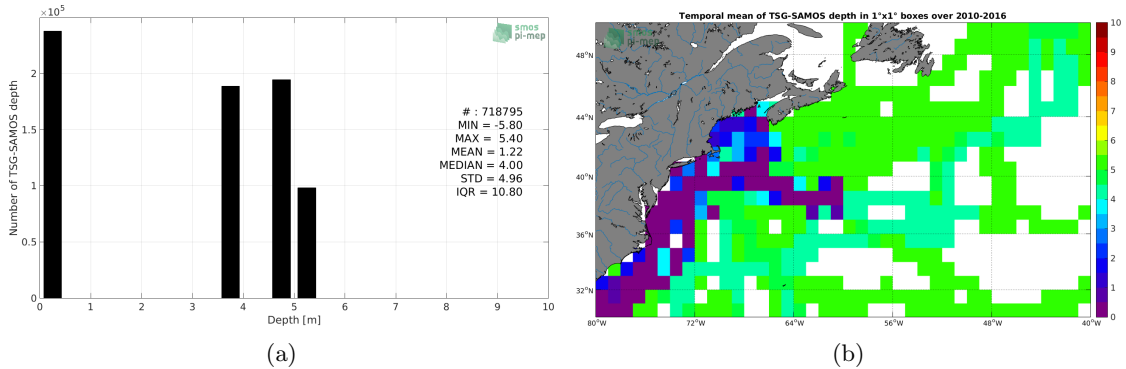 ×10⁵
2
1.5
1
0.5
0
Number of TSG-SAMOS depth
0 1 2 3 4 5 6 7 8 9 10
Depth [m]
smos
pi-mep
# : 718795
MIN = -5.80
MAX = 5.40
MEAN = 1.22
MEDIAN = 4.00
STD = 4.96
IQR = 10.80
(a)
Temporal mean of TSG-SAMOS depth in 1°x1° boxes over 2010-2016
smos
pi-mep
48°N
44°N
40°N
36°N
32°N
80°W 72°W 64°W 56°W 48°W 40°W
10
9
8
7
6
5
4
3
2
1
0
(b)